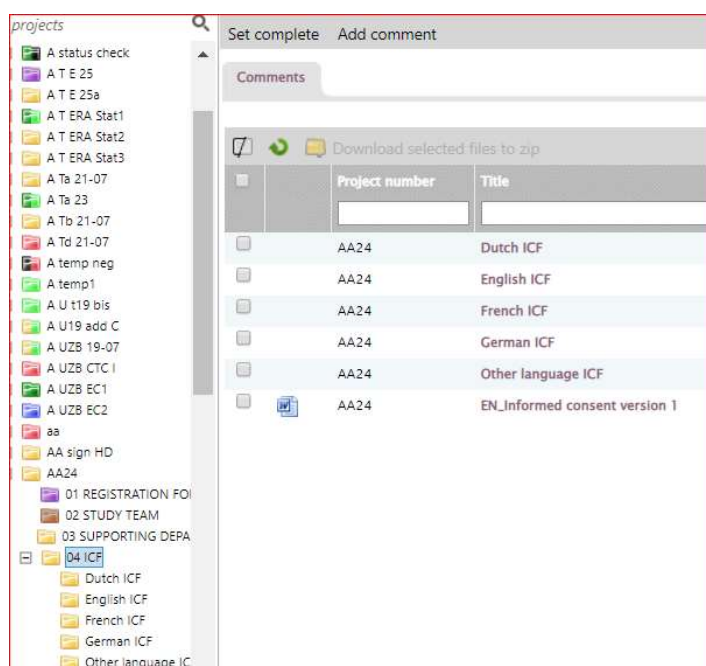 projects
A status check
A T E 25
A T E 25a
A T ERA Stat1
A T ERA Stat2
A T ERA Stat3
A Ta 21-07
A Ta 23
A Tb 21-07
A Td 21-07
A temp neg
A temp1
A U t19 bis
A U19 add C
A UZB 19-07
A UZB CTC I
A UZB EC1
A UZB EC2
aa
AA sign HD
AA24
01 REGISTRATION FO
02 STUDY TEAM
03 SUPPORTING DEPA
04 ICF
Dutch ICF
English ICF
French ICF
German ICF
Other language IC
Set complete Add comment
Comments
Download selected files to zip
Project number Title
AA24 Dutch ICF
AA24 English ICF
AA24 French ICF
AA24 German ICF
AA24 Other language ICF
AA24 EN_Informed consent version 1